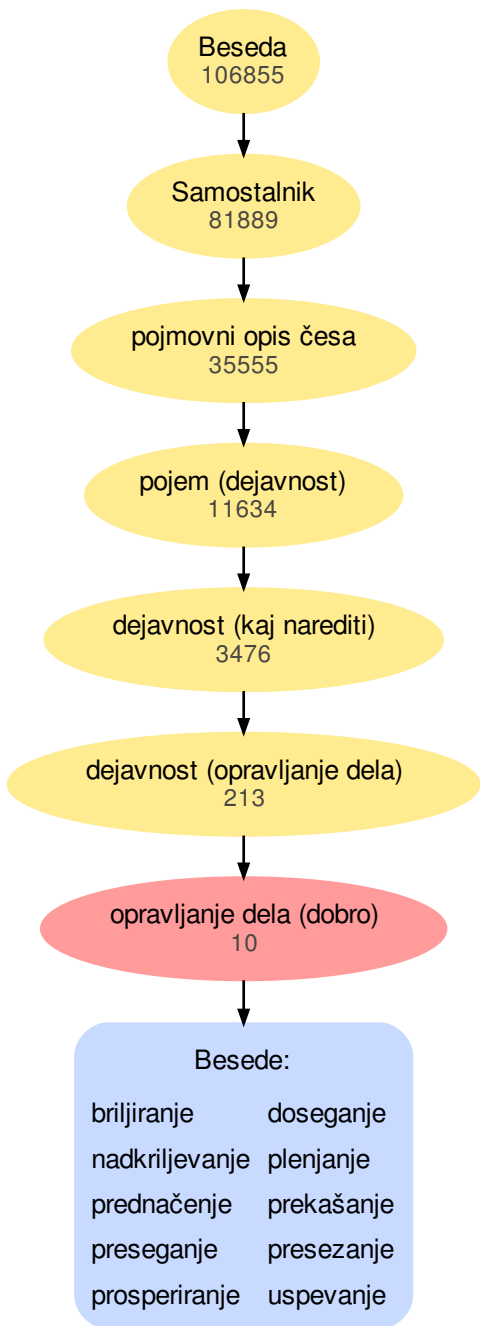 Beseda
106855
Samostalnik
81889
pojmovni opis česa
35555
pojem (dejavnost)
11634
dejavnost (kaj narediti)
3476
dejavnost (opravljanje dela)
213
opravljanje dela (dobro)
10
Besede:
briljiranje doseganje
nadkriljevanje plenjanje
prednačenje prekašanje
preseganje presezanje
prosperiranje uspevanje